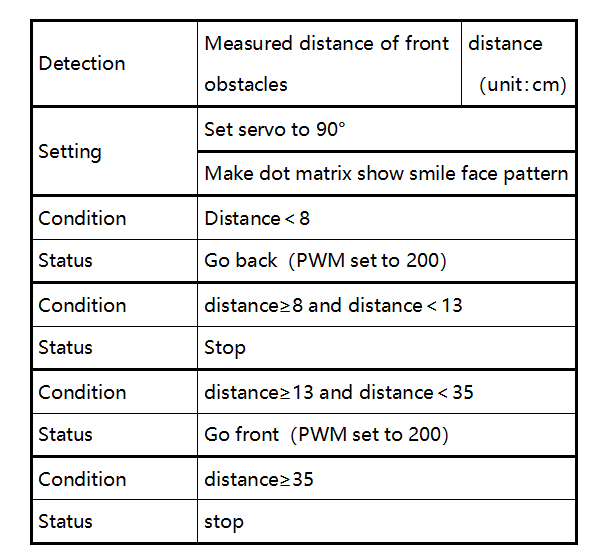 Detection
Measured distance of front
obstacles
distance
(unit:cm)
Setting
Set servo to 90°
Make dot matrix show smile face pattern
Condition
Distance<8
Status
Go back (PWM set to 200)
Condition
distance≥8 and distance<13
Status
Stop
Condition
distance≥13 and distance<35
Status
Go front (PWM set to 200)
Condition
distance≥35
Status
stop